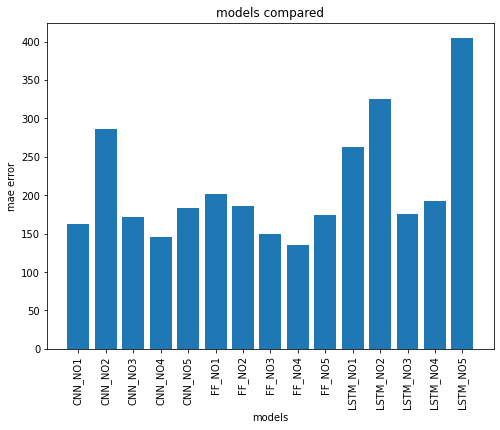 models compared
mae error
400
350
300
250
200
150
100
50
0
CNN_NO1
CNN_NO2
CNN_NO3
CNN_NO4
CNN_NO5
FF_NO1
FF_NO2
FF_NO3
FF_NO4
FF_NO5
LSTM_NO1
LSTM_NO2
LSTM_NO3
LSTM_NO4
LSTM_NO5
models